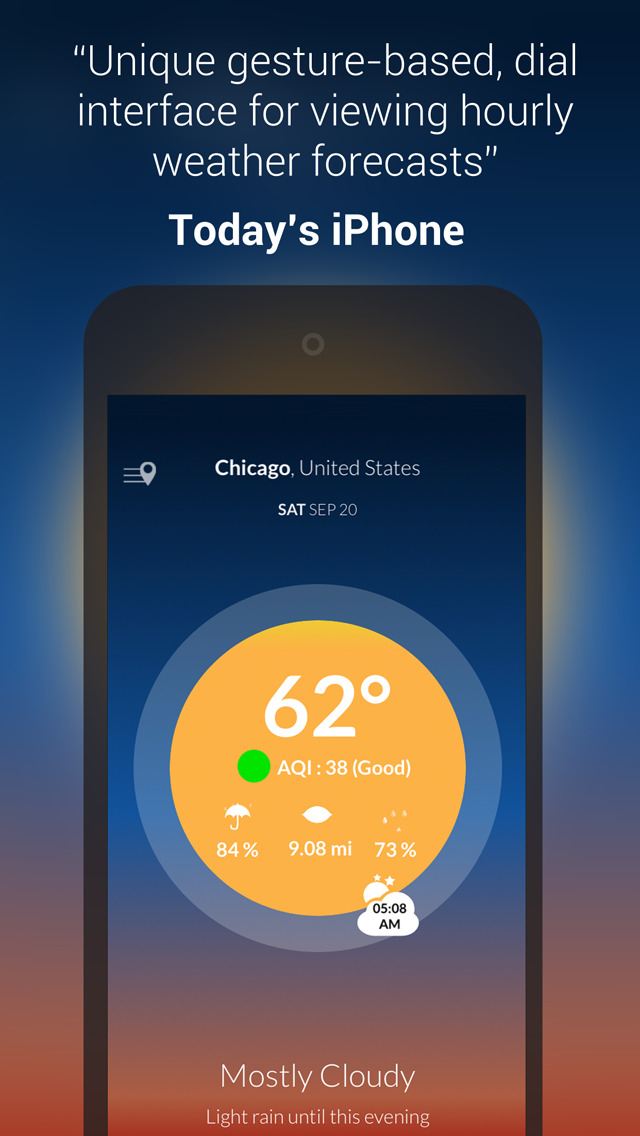 “Unique gesture-based, dial
interface for viewing hourly
weather forecasts”
Today's iPhone
Chicago, United States
SAT SEP 20
62°
AQI : 38 (Good)
84 % 9.08 mi 73 %
05:08
AM
Mostly Cloudy
Light rain until this evening